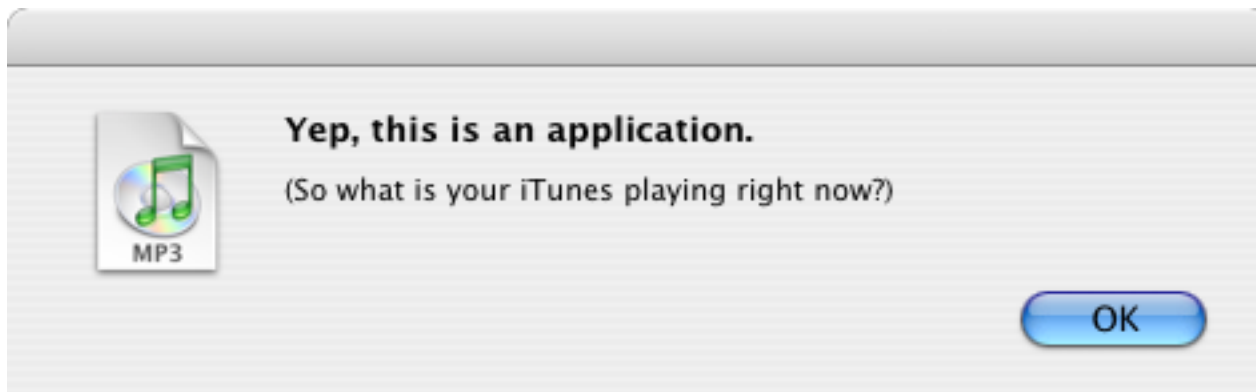 Yep, this is an application.
(So what is your iTunes playing right now?)
MP3
OK